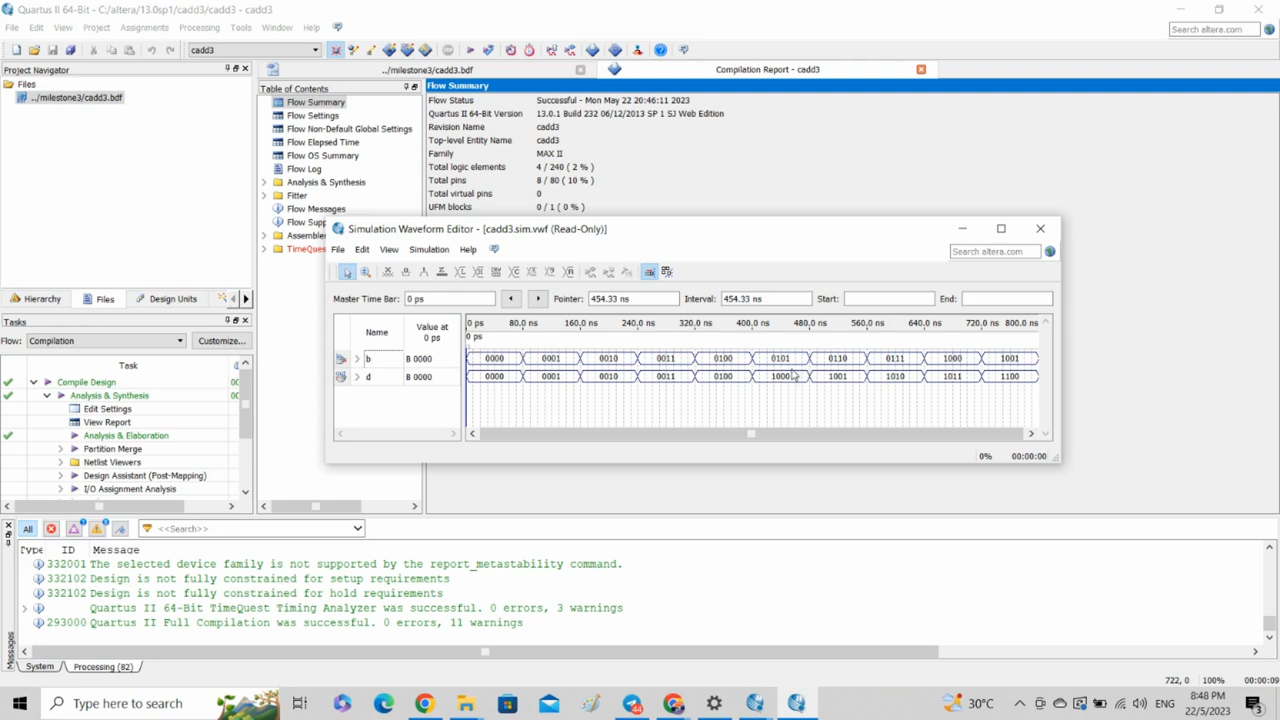 Quartus II 64-Bit - C:/altera/13.0sp1/cadd3/cadd3 - cadd3
File Edit View Project Assignments Processing Tools Window Help
Search altera.com
cadd3
Project Navigator
Files
../milestone3/cadd3.bdf
Hierarchy Files Design Units
Tasks
Flow: Compilation Customize...
Task
Compile Design 00
Analysis & Synthesis 00
Edit Settings
View Report
Analysis & Elaboration
Partition Merge
Netlist Viewers
Design Assistant (Post-Mapping)
I/O Assignment Analysis
../milestone3/cadd3.bdf
Compilation Report - cadd3
Table of Contents
Flow Summary
Flow Settings
Flow Non-Default Global Settings
Flow Elapsed Time
Flow OS Summary
Flow Log
Analysis & Synthesis
Fitter
Flow Messages
Flow Supp
Assembler
TimeQues
Flow Summary
Flow Status Successful - Mon May 22 20:46:11 2023
Quartus II 64-Bit Version 13.0.1 Build 232 06/12/2013 SP 1 SJ Web Edition
Revision Name cadd3
Top-level Entity Name cadd3
Family MAX II
Total logic elements 4 / 240 ( 2 % )
Total pins 8 / 80 ( 10 % )
Total virtual pins 0
UFM blocks 0 / 1 ( 0 % )
Simulation Waveform Editor - [cadd3.sim.vwf (Read-Only)]
File Edit View Simulation Help
Search altera.com
Master Time Bar: 0 ps Pointer: 454.33 ns Interval: 454.33 ns Start: End:
Name Value at 0 ps
0 ps 80.0 ns 160.0 ns 240.0 ns 320.0 ns 400.0 ns 480.0 ns 560.0 ns 640.0 ns 720.0 ns 800.0 ns
0 ps
b B 0000 0000 0001 0010 0011 0100 0101 0110 0111 1000 1001
d B 0000 0000 0001 0010 0011 0100 1000 1001 1010 1011 1100
0% 00:00:00
All <<Search>>
Type ID Message
332001 The selected device family is not supported by the report_metastability command.
332102 Design is not fully constrained for setup requirements
332102 Design is not fully constrained for hold requirements
Quartus II 64-Bit TimeQuest Timing Analyzer was successful. 0 errors, 3 warnings
293000 Quartus II Full Compilation was successful. 0 errors, 11 warnings
Messages
System Processing (82)
722, 0 100% 00:00:09
Type here to search
44
30°C
ENG
8:48 PM
22/5/2023
3